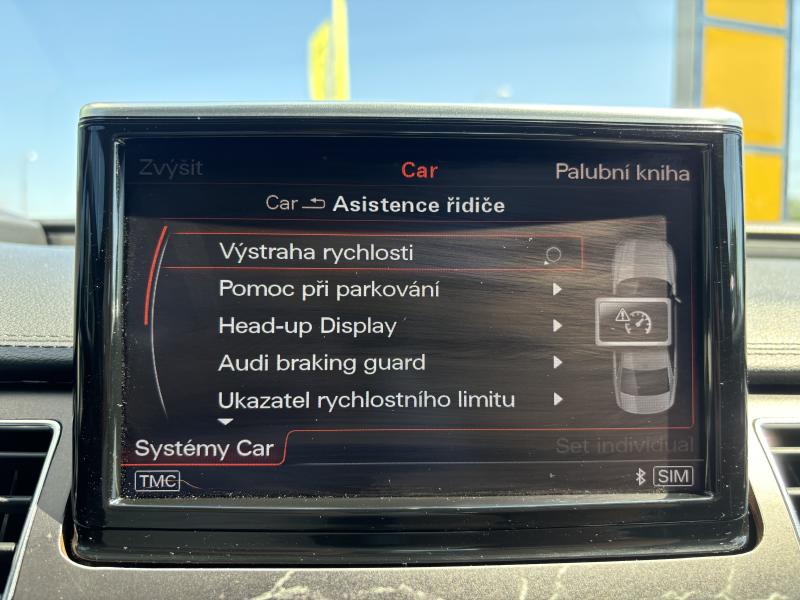 Zvýšit Car Palubní kniha
Car Asistence řidiče
Výstraha rychlosti
Pomoc při parkování
Head-up Display
Audi braking guard
Ukazatel rychlostního limitu
Systémy Car Set individual
TMC SIM